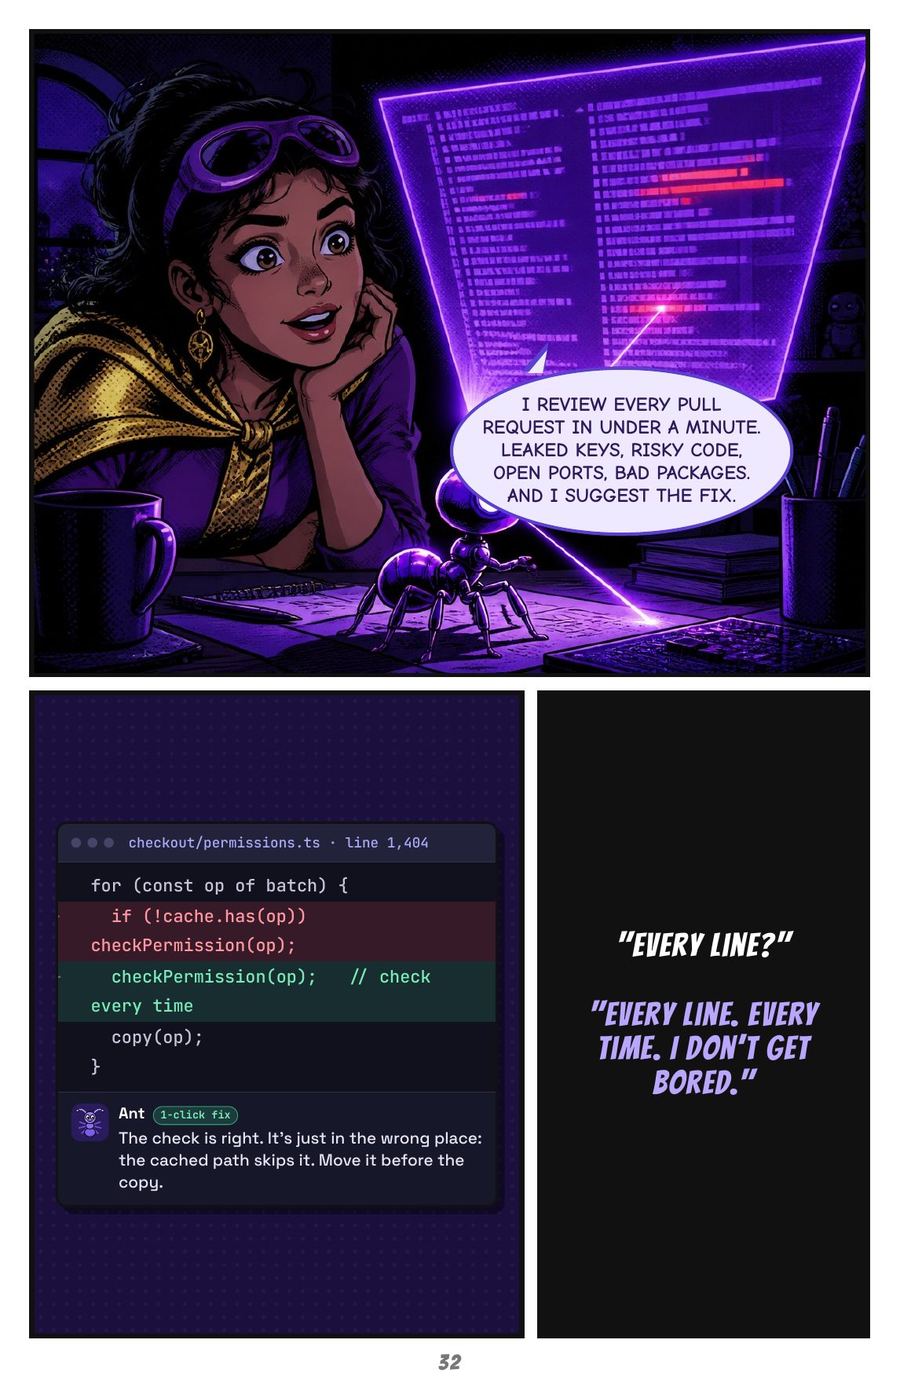 I REVIEW EVERY PULL
REQUEST IN UNDER A MINUTE.
LEAKED KEYS, RISKY CODE,
OPEN PORTS, BAD PACKAGES.
AND I SUGGEST THE FIX.
checkout/permissions.ts · line 1,404
for (const op of batch) {
if (!cache.has(op))
checkPermission(op);
checkPermission(op);   // check
every time
copy(op);
}
Ant 1-click fix
The check is right. It's just in the wrong place:
the cached path skips it. Move it before the
copy.
"EVERY LINE?"
"EVERY LINE. EVERY
TIME. I DON'T GET
BORED."
32